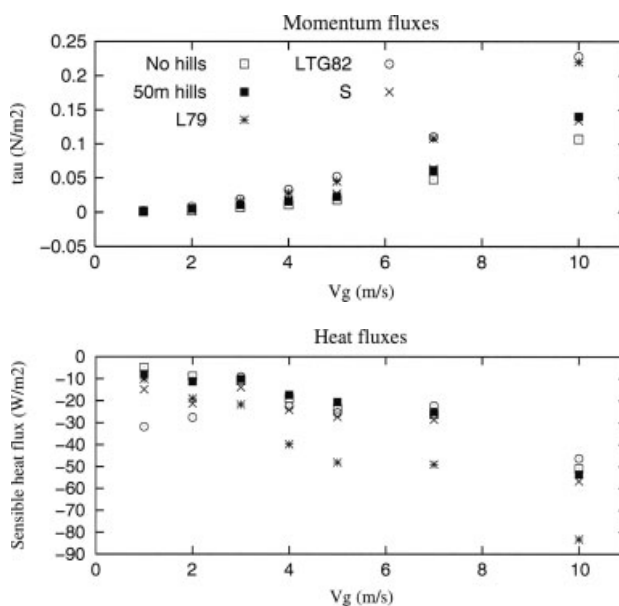 Momentum fluxes
0.25
0.2
0.15
0.1
0.05
0
−0.05
tau (N/m2)
No hills
50m hills
L79
LTG82
S
0 2 4 6 8 10
Vg (m/s)
Heat fluxes
0
−10
−20
−30
−40
−50
−60
−70
−80
−90
Sensible heat flux (W/m2)
0 2 4 6 8 10
Vg (m/s)